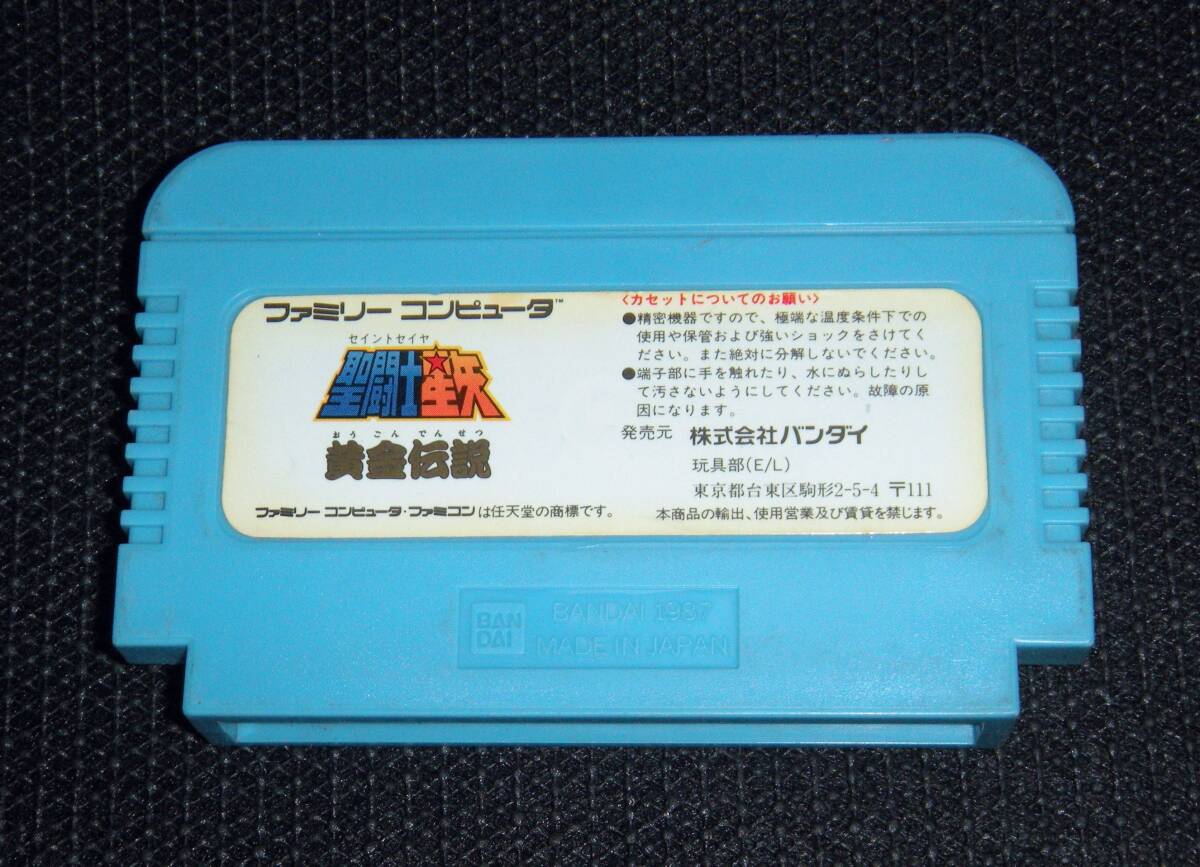 ファミリー コンピュータ™
セイントセイヤ
聖闘士星矢
おうごんでんせつ
黄金伝説
ファミリー コンピュータ・ファミコンは任天堂の商標です。
〈カセットについてのお願い〉
●精密機器ですので、極端な温度条件下での
使用や保管および強いショックをさけてく
ださい。また絶対に分解しないでください。
●端子部に手を触れたり、水にぬらしたりし
て汚さないようにしてください。故障の原
因になります。
発売元 株式会社バンダイ
玩具部(E/L)
東京都台東区駒形2-5-4 〒111
本商品の輸出、使用営業及び賃貸を禁じます。
BAN
DAI
BANDAI 1987
MADE IN JAPAN